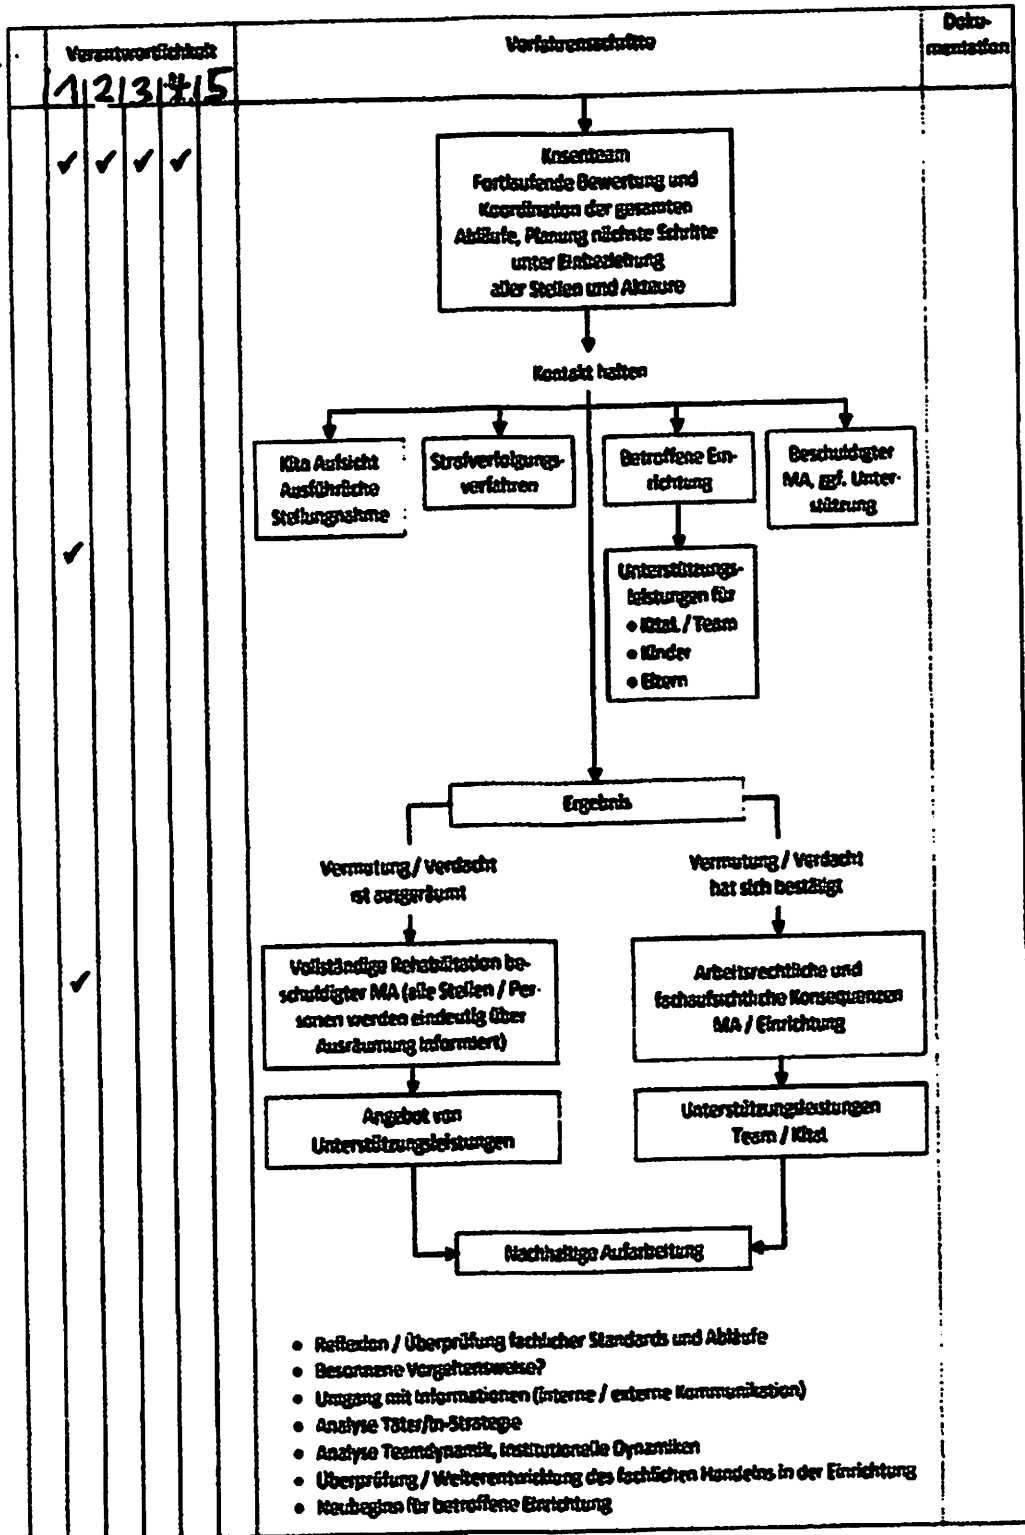 Verantwortlichkeit
Verfahrensschritte
Doku-
mentation
1 2 3 4 5
✓ ✓ ✓ ✓
Krisenteam
Fortlaufende Bewertung und
Koordination der gesamten
Abläufe, Planung nächste Schritte
unter Einbeziehung
aller Stellen und Akteure
Kontakt halten
Kita Aufsicht
Ausführliche
Stellungnahme
Strafverfolgungs-
verfahren
Betroffene Ein-
richtung
Beschuldigter
MA, ggf. Unter-
stützung
✓
Unterstützungs-
leistungen für
• Kital. / Team
• Kinder
• Eltern
Ergebnis
Vermutung / Verdacht
ist ausgeräumt
Vermutung / Verdacht
hat sich bestätigt
✓
Vollständige Rehabilitation be-
schuldigter MA (alle Stellen / Per-
sonen werden eindeutig über
Ausräumung informiert)
Arbeitsrechtliche und
fachaufsichtliche Konsequenzen
MA / Einrichtung
Angebot von
Unterstützungsleistungen
Unterstützungsleistungen
Team / Kital
Nachhaltige Aufarbeitung
• Reflexion / Überprüfung fachlicher Standards und Abläufe
• Besonnene Vorgehensweise?
• Umgang mit Informationen (interne / externe Kommunikation)
• Analyse Täter/in-Strategie
• Analyse Teamdynamik, Institutionelle Dynamiken
• Überprüfung / Weiterentwicklung des fachlichen Handelns in der Einrichtung
• Neubeginn für betroffene Einrichtung